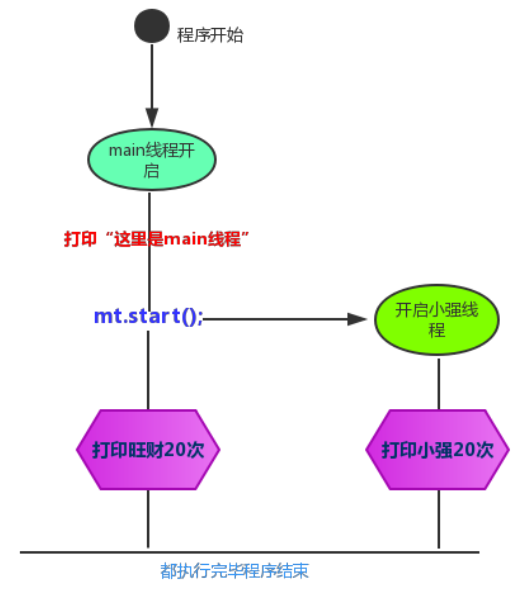 程序开始
main线程开
启
打印“这里是main线程”
mt.start();
开启小强线
程
打印旺财20次
打印小强20次
都执行完毕程序结束